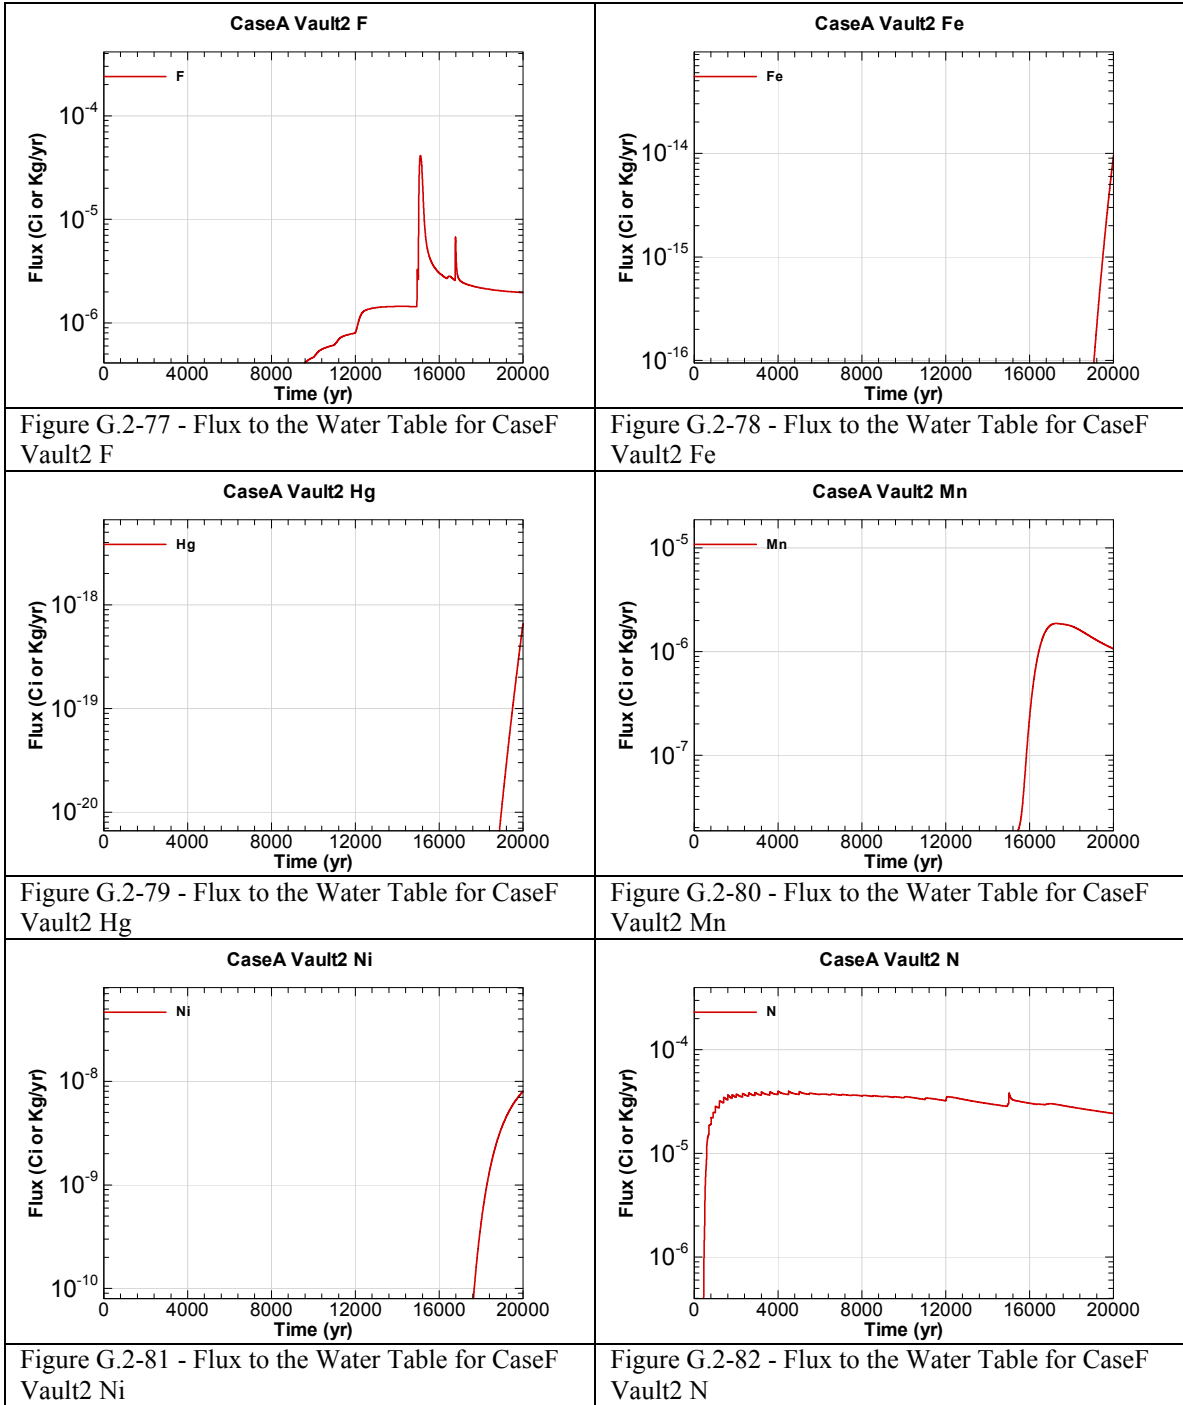 CaseA Vault2 F
F
Flux (Ci or Kg/yr)
10-4
10-5
10-6
0 4000 8000 12000 16000 20000
Time (yr)
Figure G.2-77 - Flux to the Water Table for CaseF
Vault2 F
CaseA Vault2 Fe
Fe
Flux (Ci or Kg/yr)
10-14
10-15
10-16
0 4000 8000 12000 16000 20000
Time (yr)
Figure G.2-78 - Flux to the Water Table for CaseF
Vault2 Fe
CaseA Vault2 Hg
Hg
Flux (Ci or Kg/yr)
10-18
10-19
10-20
0 4000 8000 12000 16000 20000
Time (yr)
Figure G.2-79 - Flux to the Water Table for CaseF
Vault2 Hg
CaseA Vault2 Mn
Mn
Flux (Ci or Kg/yr)
10-5
10-6
10-7
0 4000 8000 12000 16000 20000
Time (yr)
Figure G.2-80 - Flux to the Water Table for CaseF
Vault2 Mn
CaseA Vault2 Ni
Ni
Flux (Ci or Kg/yr)
10-8
10-9
10-10
0 4000 8000 12000 16000 20000
Time (yr)
Figure G.2-81 - Flux to the Water Table for CaseF
Vault2 Ni
CaseA Vault2 N
N
Flux (Ci or Kg/yr)
10-4
10-5
10-6
0 4000 8000 12000 16000 20000
Time (yr)
Figure G.2-82 - Flux to the Water Table for CaseF
Vault2 N